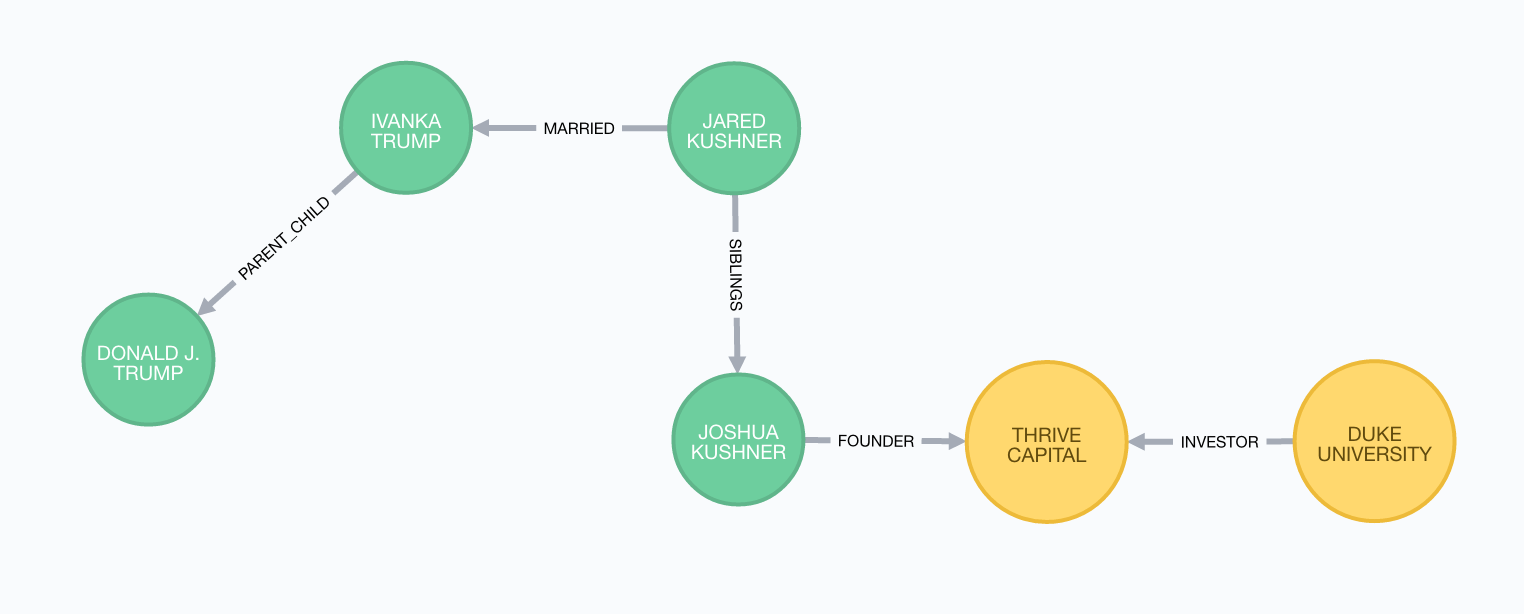 IVANKA
TRUMP
MARRIED
JARED
KUSHNER
PARENT_CHILD
SIBLINGS
DONALD J.
TRUMP
JOSHUA
KUSHNER
FOUNDER
THRIVE
CAPITAL
INVESTOR
DUKE
UNIVERSITY